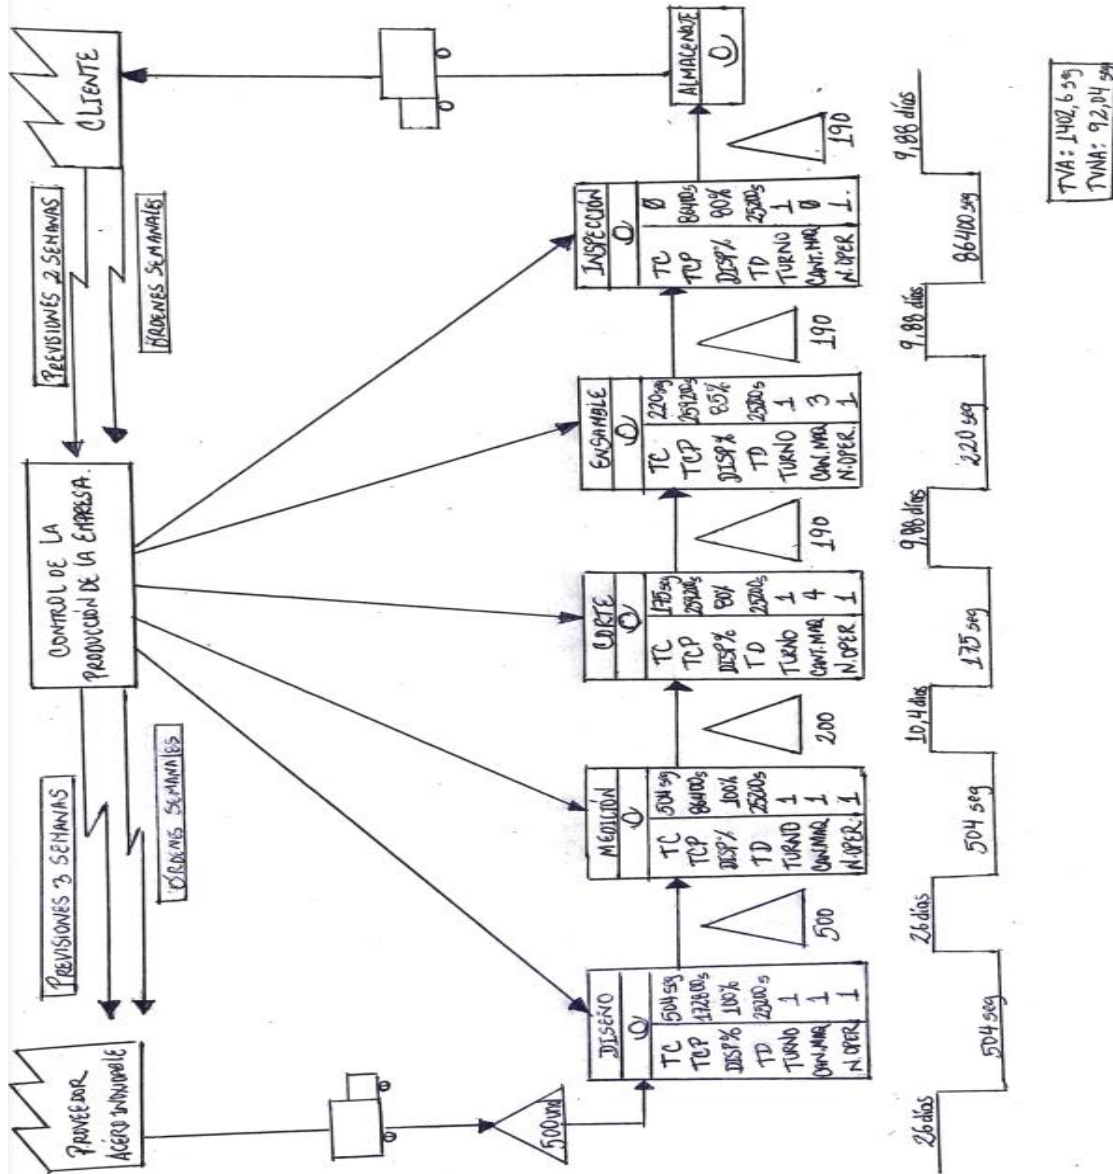 PROVEEDOR
ACERO INOXIDABLE
PREVISIONES 3 SEMANAS
ÓRDENES SEMANALES
CONTROL DE LA
PRODUCCIÓN DE LA EMPRESA.
PREVISIONES 2 SEMANAS
ÓRDENES SEMANALES
CLIENTE
500 und
DISEÑO
TC 504 seg
TCP 172800s
DISP% 100%
TD 25200s
TURNO 1
CAN.MAQ 1
N.OPER. 1
500
MEDICIÓN
TC 504 seg
TCP 86400s
DISP% 100%
TD 25200s
TURNO 1
CAN.MAQ 1
N.OPER. 1
200
CORTE
TC 175 seg
TCP 259200s
DISP% 80%
TD 25200s
TURNO 1
CANT.MAQ 4
N.OPER. 1
190
ENSAMBLE
TC 220 seg
TCP 259200s
DISP% 85%
TD 25200s
TURNO 1
CAN.MAQ 3
N.OPER. 1
190
INSPECCIÓN
TC Ø
TCP 86400s
DISP% 80%
TD 25200s
TURNO 1
CANT.MAQ Ø
N.OPER. 1.
190
ALMACENAJE
26 días
504 seg
26 días
504 seg
10,4 días
175 seg
9,88 días
220 seg
9,88 días
86400 seg
9,88 días
TVA: 1402,6 seg
TVNA: 92,04 seg